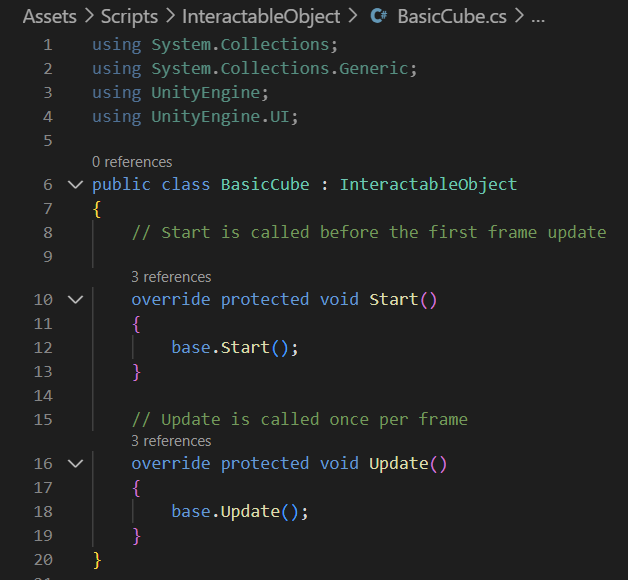 Assets > Scripts > InteractableObject > C# BasicCube.cs > ...
1 using System.Collections;
2 using System.Collections.Generic;
3 using UnityEngine;
4 using UnityEngine.UI;
5
0 references
6 public class BasicCube : InteractableObject
7 {
8 // Start is called before the first frame update
9
3 references
10 override protected void Start()
11 {
12 base.Start();
13 }
14
15 // Update is called once per frame
3 references
16 override protected void Update()
17 {
18 base.Update();
19 }
20 }